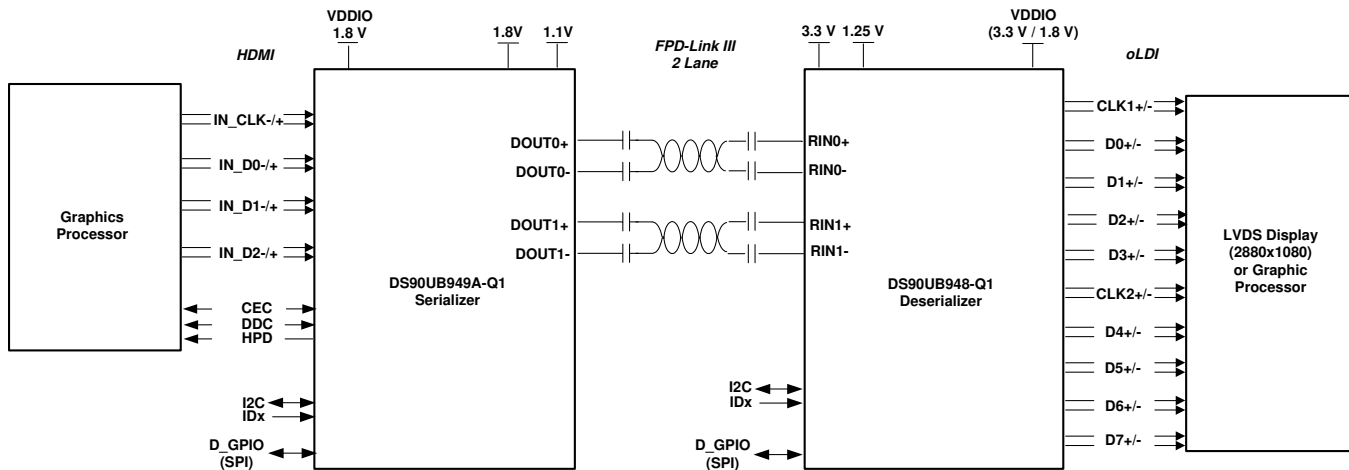 VDDIO
1.8 V
1.8V
1.1V
HDMI
FPD-Link III
2 Lane
3.3 V
1.25 V
VDDIO
(3.3 V / 1.8 V)
oLDI
Graphics
Processor
IN_CLK-/+
IN_D0-/+
IN_D1-/+
IN_D2-/+
CEC
DDC
HPD
I2C
IDx
D_GPIO
(SPI)
DS90UB949A-Q1
Serializer
DOUT0+
DOUT0-
DOUT1+
DOUT1-
RIN0+
RIN0-
RIN1+
RIN1-
DS90UB948-Q1
Deserializer
I2C
IDx
D_GPIO
(SPI)
CLK1+/-
D0+/-
D1+/-
D2+/-
D3+/-
CLK2+/-
D4+/-
D5+/-
D6+/-
D7+/-
LVDS Display
(2880x1080)
or Graphic
Processor